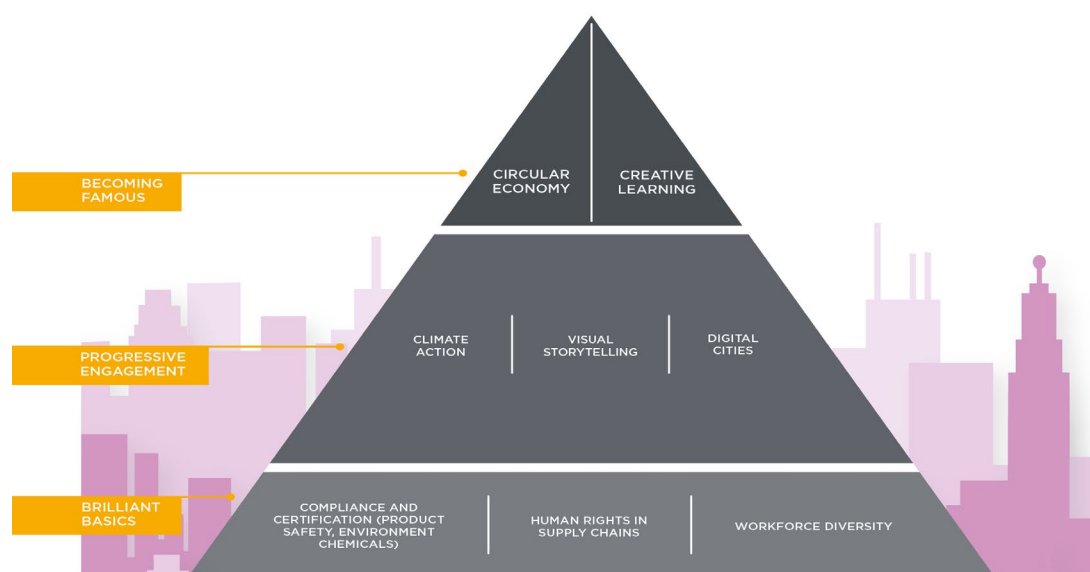 BECOMING
FAMOUS
CIRCULAR
ECONOMY
CREATIVE
LEARNING
PROGRESSIVE
ENGAGEMENT
CLIMATE
ACTION
VISUAL
STORYTELLING
DIGITAL
CITIES
BRILLIANT
BASICS
COMPLIANCE AND
CERTIFICATION (PRODUCT
SAFETY, ENVIRONMENT
CHEMICALS)
HUMAN RIGHTS IN
SUPPLY CHAINS
WORKFORCE DIVERSITY